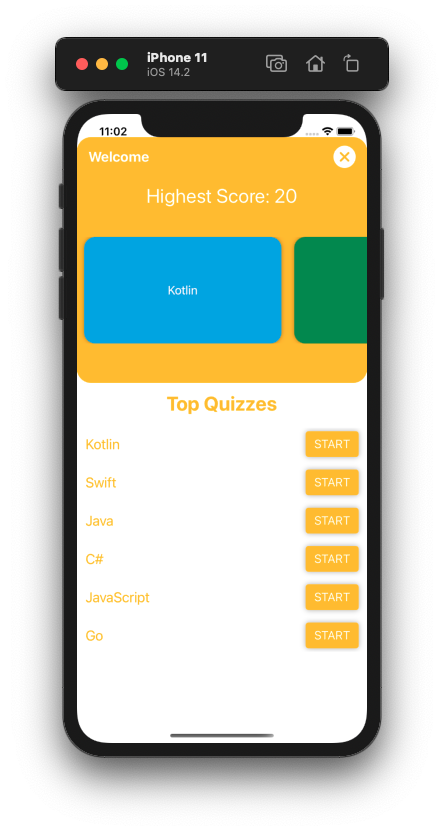 iPhone 11
iOS 14.2
11:02
Welcome
Highest Score: 20
Kotlin
Top Quizzes
Kotlin START
Swift START
Java START
C# START
JavaScript START
Go START